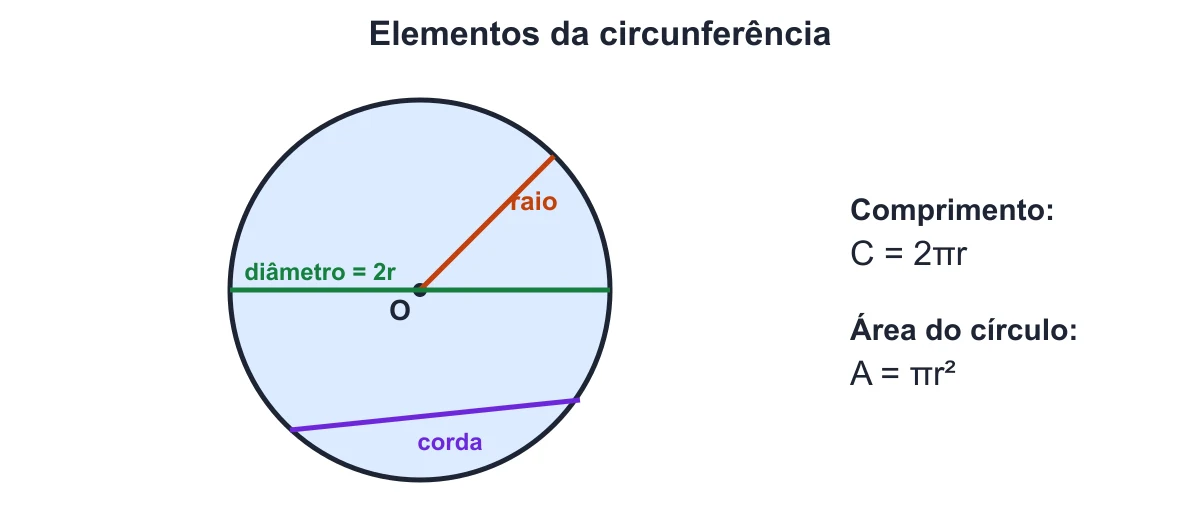 Elementos da circunferência
raio
Comprimento:
C = 2πr
diâmetro = 2r
O
Área do círculo:
A = πr²
corda